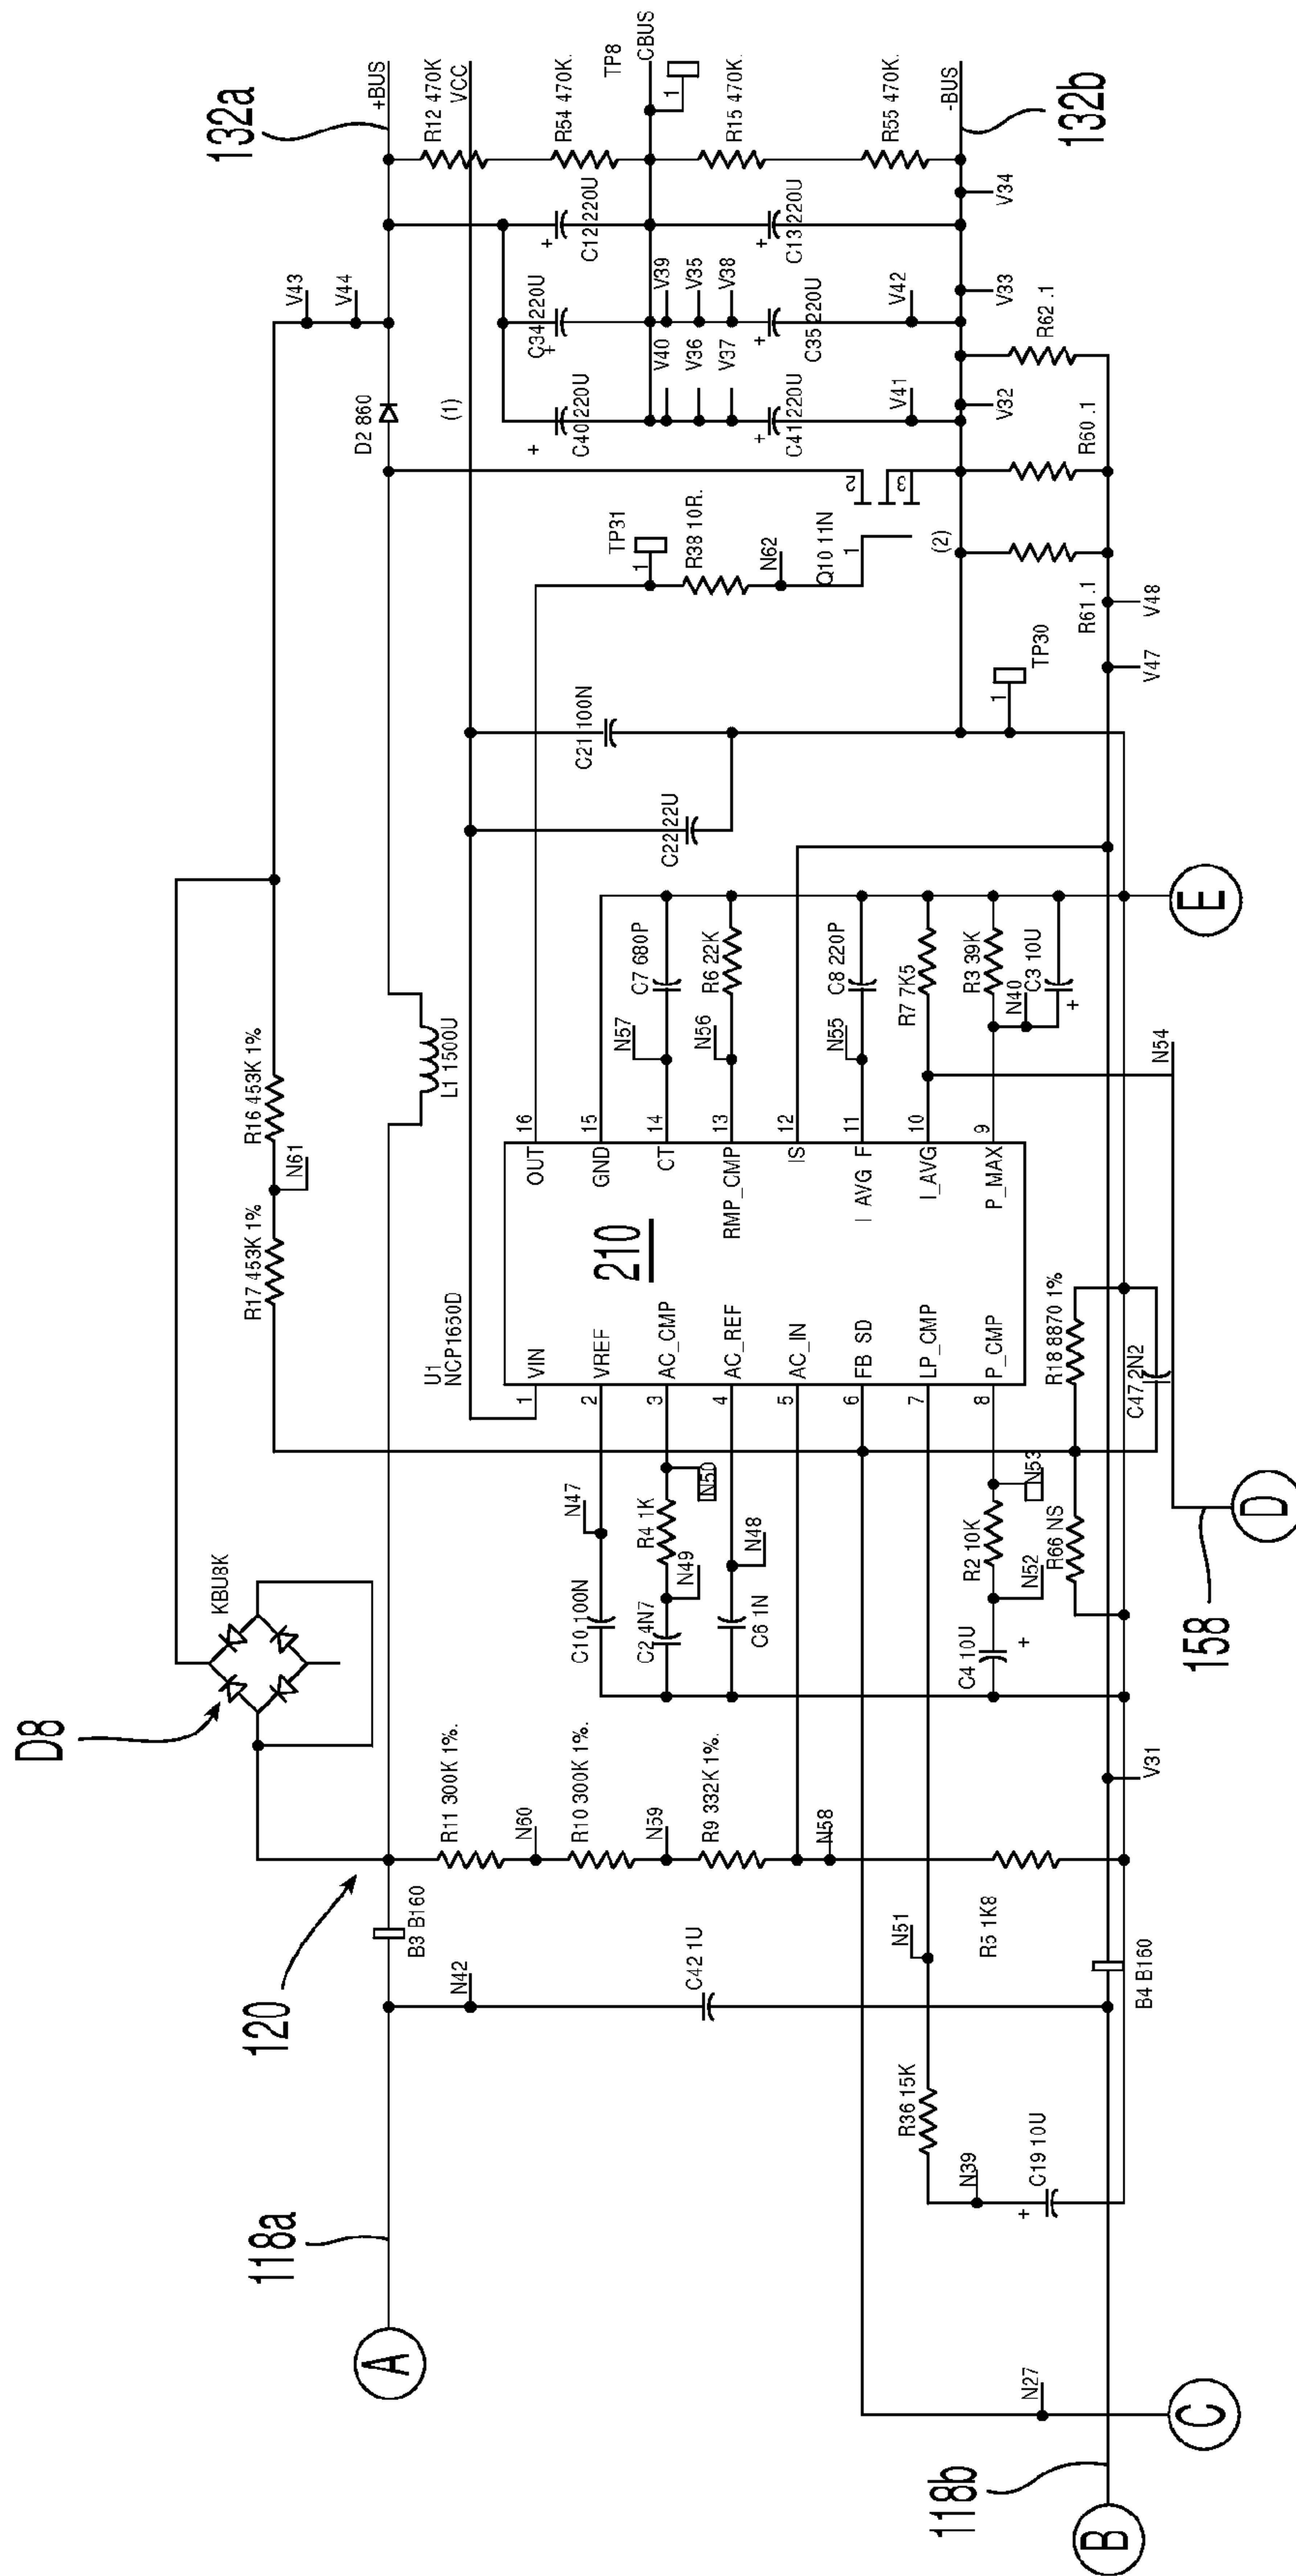 D8
KBU8K
120
118a
A
B3 B160
N42
C42 1U
R11 300K 1%.
N60
R10 300K 1%.
N59
R9 332K 1%.
N58
R5 1K8
N51
R36 15K
N39
C19 10U
+
B4 B160
V31
118b
B
N27
C
R17 453K 1%
N61
R16 453K 1%
L1 1500U
U1
NCP1650D
210
1 VIN
2 VREF
3 AC_CMP
4 AC_REF
5 AC_IN
6 FB SD
7 LP_CMP
8 P_CMP
OUT 16
GND 15
CT 14
RMP_CMP 13
IS 12
I AVG F 11
I_AVG 10
P_MAX 9
N47
C10 100N
R4 1K
N50
N49
C2 4N7
N48
C6 1N
R2 10K
N53
N52
C4 10U
+
R66 NS
R18 8870 1%
C47 2N2
158
D
N54
N57
C7 680P
N56
R6 22K
N55
C8 220P
R7 7K5
R3 39K
N40
C3 10U
+
E
C22 22U
C21 100N
TP30
1
TP31
1
R38 10R.
N62
Q10 11N
1
2
3
(2)
(1)
D2 860
V43
V44
V47
V48
R61 .1
R60 .1
R62 .1
V32
V33
V34
C40 220U
+
C34 220U
+
C12 220U
+
V40
V39
V36
V35
V37
V38
C41 220U
+
C35 220U
+
C13 220U
+
V41
V42
R12 470K
R54 470K.
R15 470K.
R55 470K.
132a
+BUS
VCC
TP8
CBUS
1
-BUS
132b